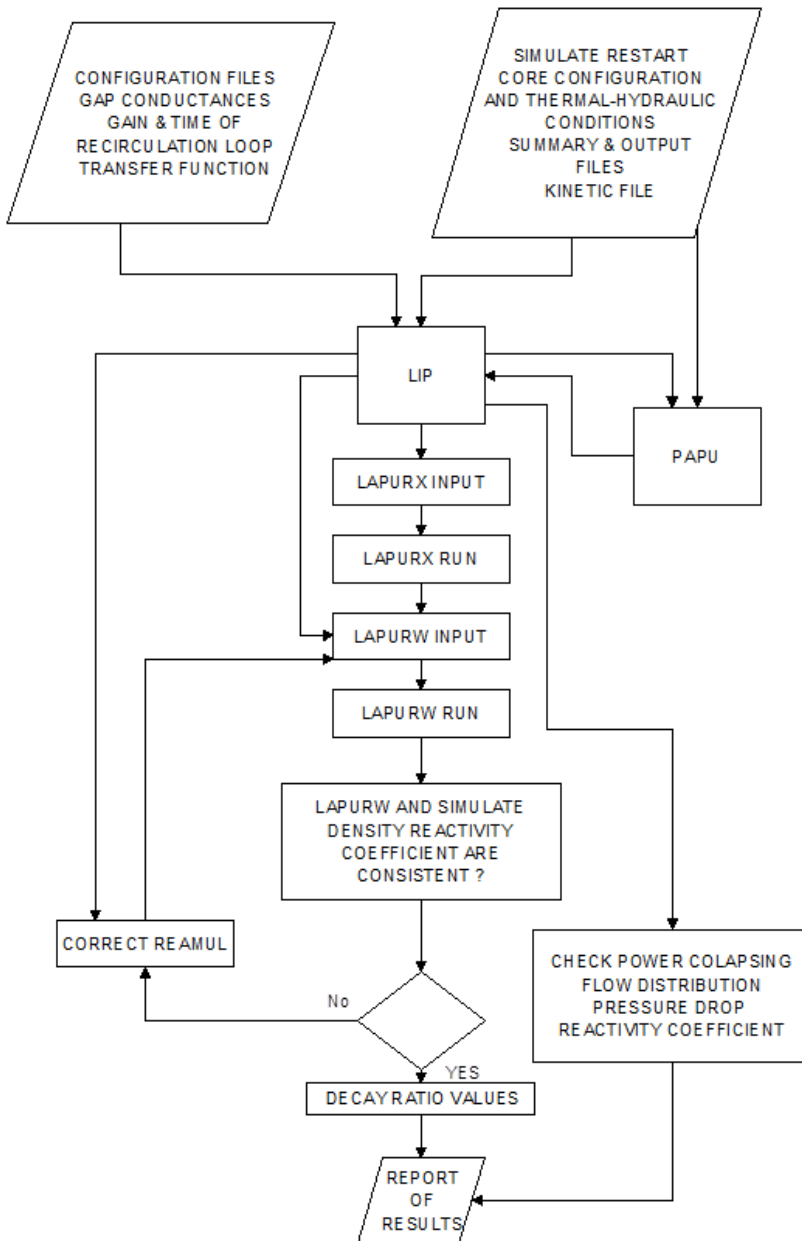 CONFIGURATION FILES
GAP CONDUCTANCES
GAIN & TIME OF
RECIRCULATION LOOP
TRANSFER FUNCTION
SIMULATE RESTART
CORE CONFIGURATION
AND THERMAL-HYDRAULIC
CONDITIONS
SUMMARY & OUTPUT
FILES
KINETIC FILE
LIP
PAPU
LAPURX INPUT
LAPURX RUN
LAPURW INPUT
LAPURW RUN
LAPURW AND SIMULATE
DENSITY REACTIVITY
COEFFICIENT ARE
CONSISTENT ?
CORRECT REAMUL
CHECK POWER COLAPSING
FLOW DISTRIBUTION
PRESSURE DROP
REACTIVITY COEFFICIENT
No
YES
DECAY RATIO VALUES
REPORT
OF
RESULTS